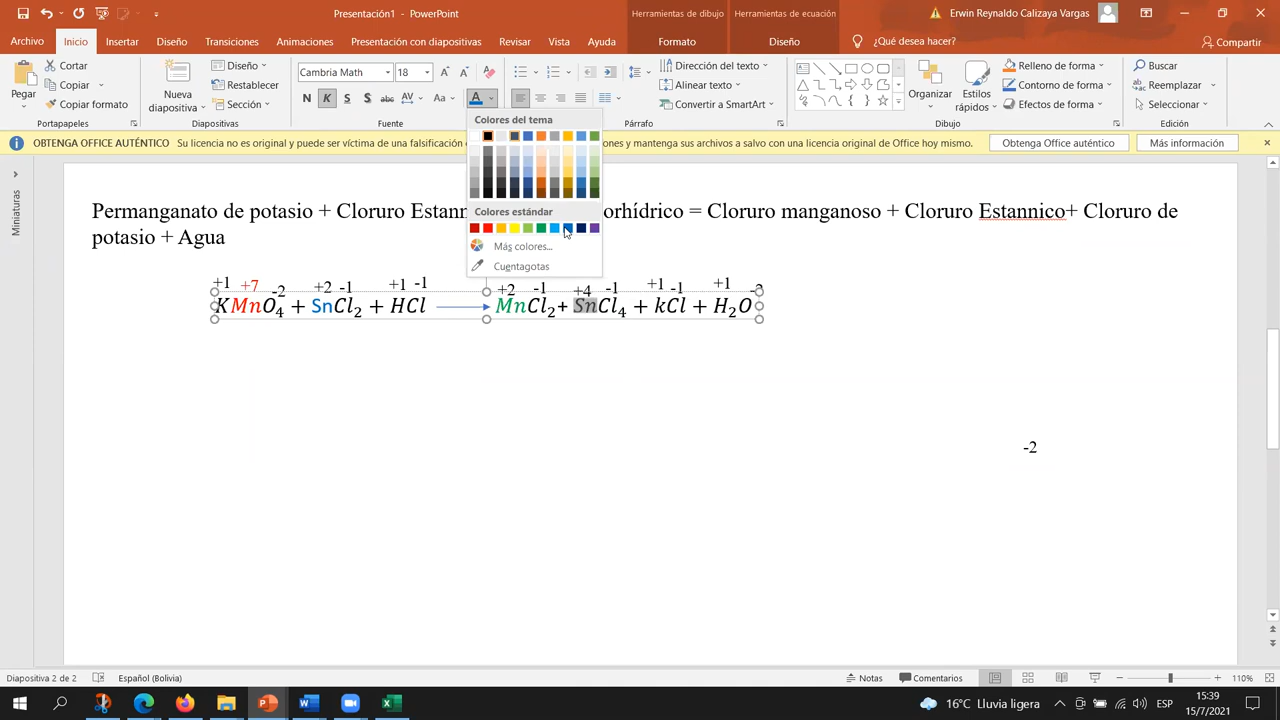 Presentación1 - PowerPoint
Herramientas de dibujo
Herramientas de ecuación
Erwin Reynaldo Calizaya Vargas
Archivo Inicio Insertar Diseño Transiciones Animaciones Presentación con diapositivas Revisar Vista Ayuda Formato Diseño ¿Qué desea hacer? Compartir
Pegar
Cortar
Copiar
Copiar formato
Portapapeles
Nueva diapositiva
Diseño
Restablecer
Sección
Diapositivas
Cambria Math 18
N K S S abc AV Aa A
Fuente
Dirección del texto
Alinear texto
Convertir a SmartArt
Párrafo
Organizar
Estilos rápidos
Relleno de forma
Contorno de forma
Efectos de forma
Dibujo
Buscar
Reemplazar
Seleccionar
Edición
OBTENGA OFFICE AUTÉNTICO Su licencia no es original y puede ser víctima de una falsificación
ones y mantenga sus archivos a salvo con una licencia original de Office hoy mismo.
Obtenga Office auténtico
Más información
Colores del tema
Colores estándar
Más colores...
Cuentagotas
Miniaturas
Permanganato de potasio + Cloruro Estann orhídrico = Cloruro manganoso + Cloruro Estannico+ Cloruro de
potasio + Agua
+1 +7 -2 +2 -1 +1 -1 +2 -1 +4 -1 +1 -1 +1 -2
KMnO₄ + SnCl₂ + HCl → MnCl₂+ SnCl₄ + kCl + H₂O
-2
Diapositiva 2 de 2 Español (Bolivia) Notas Comentarios 110%
16°C Lluvia ligera ESP
15:39
15/7/2021